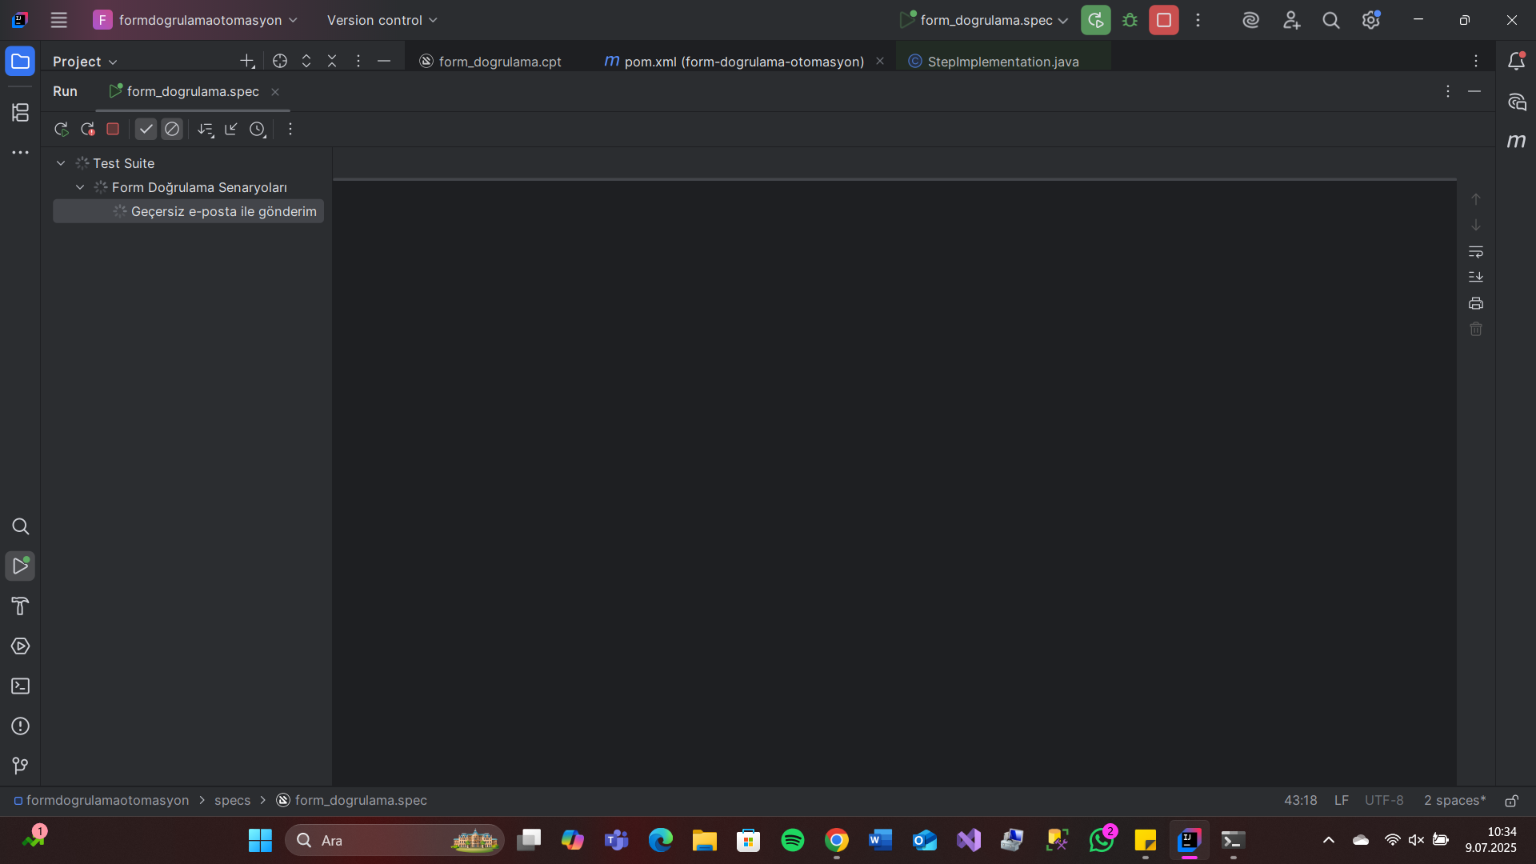 F formdogrulamaotomasyon Version control form_dogrulama.spec
Project form_dogrulama.cpt m pom.xml (form-dogrulama-otomasyon) C StepImplementation.java
Run form_dogrulama.spec
Test Suite
Form Doğrulama Senaryoları
Geçersiz e-posta ile gönderim
m
formdogrulamaotomasyon > specs > form_dogrulama.spec 43:18 LF UTF-8 2 spaces*
1 Ara 2 10:34
9.07.2025